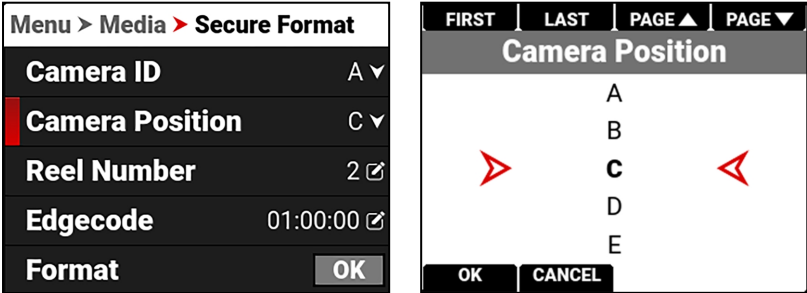 Menu > Media > Secure Format
Camera ID A
Camera Position C
Reel Number 2
Edgecode 01:00:00
Format OK
FIRST LAST PAGE▲ PAGE▼
Camera Position
A
B
C
D
E
OK CANCEL